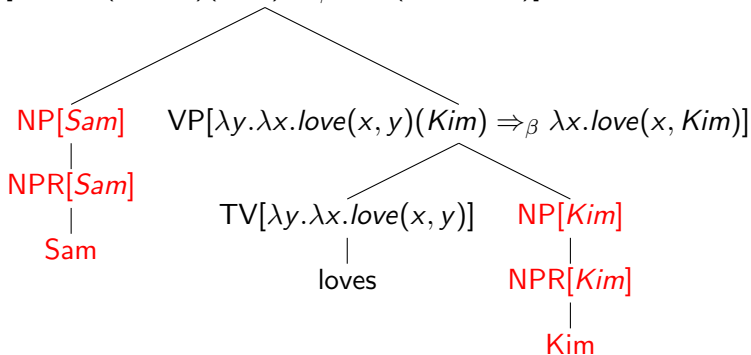 NP[Sam] VP[λy.λx.love(x, y)(Kim) ⇒β λx.love(x, Kim)]
NPR[Sam]
TV[λy.λx.love(x, y)] NP[Kim]
Sam
loves NPR[Kim]
Kim